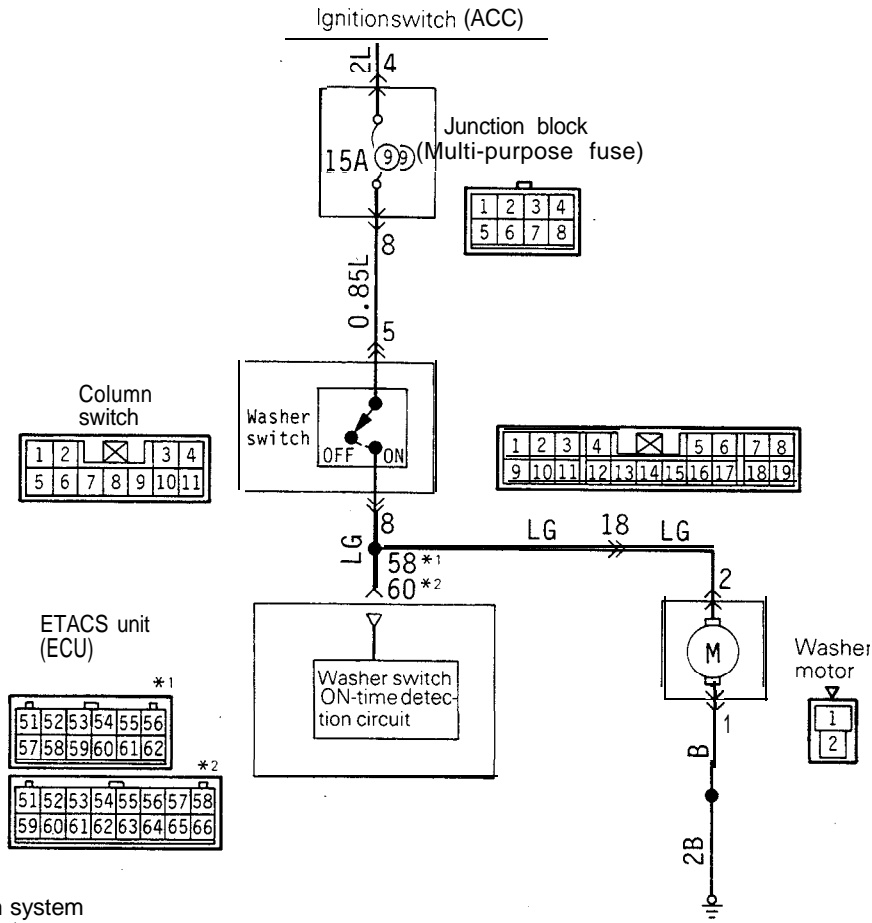 Ignitionswitch (ACC)
2L
4
Junction block
15A 9 9 (Multi-purpose fuse)
1 2 3 4
5 6 7 8
8
0.85L
5
Column
switch
1 2 3 4
5 6 7 8 9 10 11
Washer
switch
OFF ON
1 2 3 4 5 6 7 8
9 10 11 12 13 14 15 16 17 18 19
8
LG
LG 18 LG
58 *1
60 *2
2
ETACS unit
(ECU)
*1
51 52 53 54 55 56
57 58 59 60 61 62
*2
51 52 53 54 55 56 57 58
59 60 61 62 63 64 65 66
Washer switch
ON-timedetec-
tion circuit
M
Washer
motor
1
2
1
B
2B
system